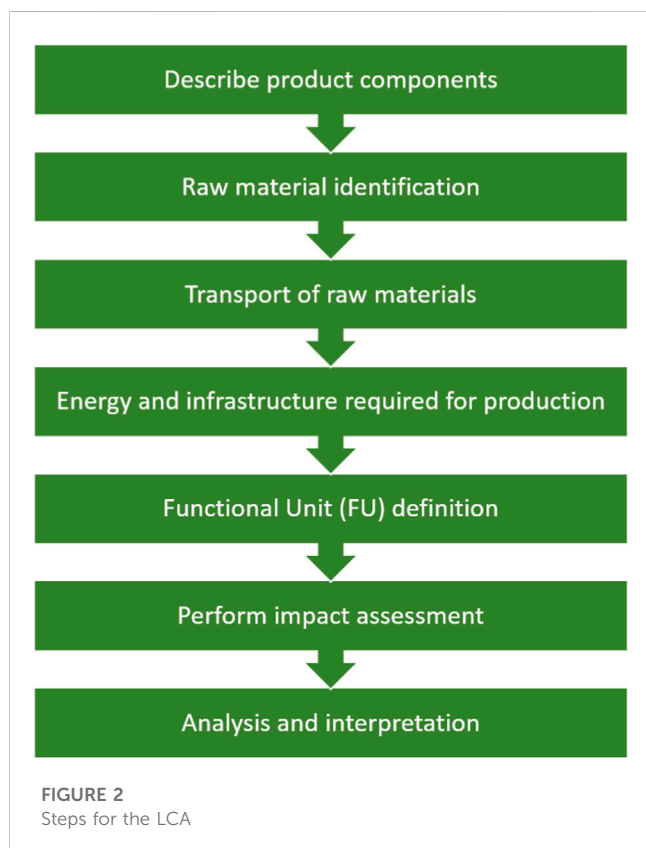 Describe product components
Raw material identification
Transport of raw materials
Energy and infrastructure required for production
Functional Unit (FU) definition
Perform impact assessment
Analysis and interpretation
FIGURE 2
Steps for the LCA